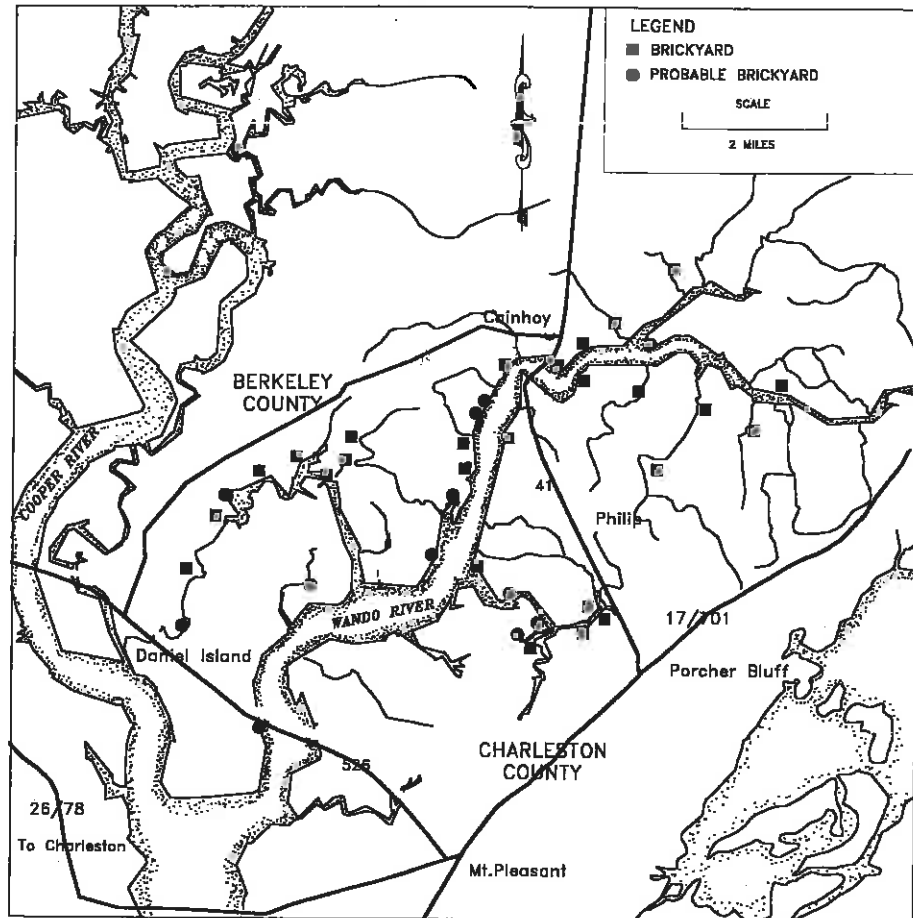 LEGEND
BRICKYARD
PROBABLE BRICKYARD
SCALE
2 MILES
Cainhoy
BERKELEY
COUNTY
COOPER RIVER
41
Philip
WANDO RIVER
17/701
Daniel Island
Porcher Bluff
CHARLESTON
COUNTY
526
26/78
To Charleston
Mt.Pleasant